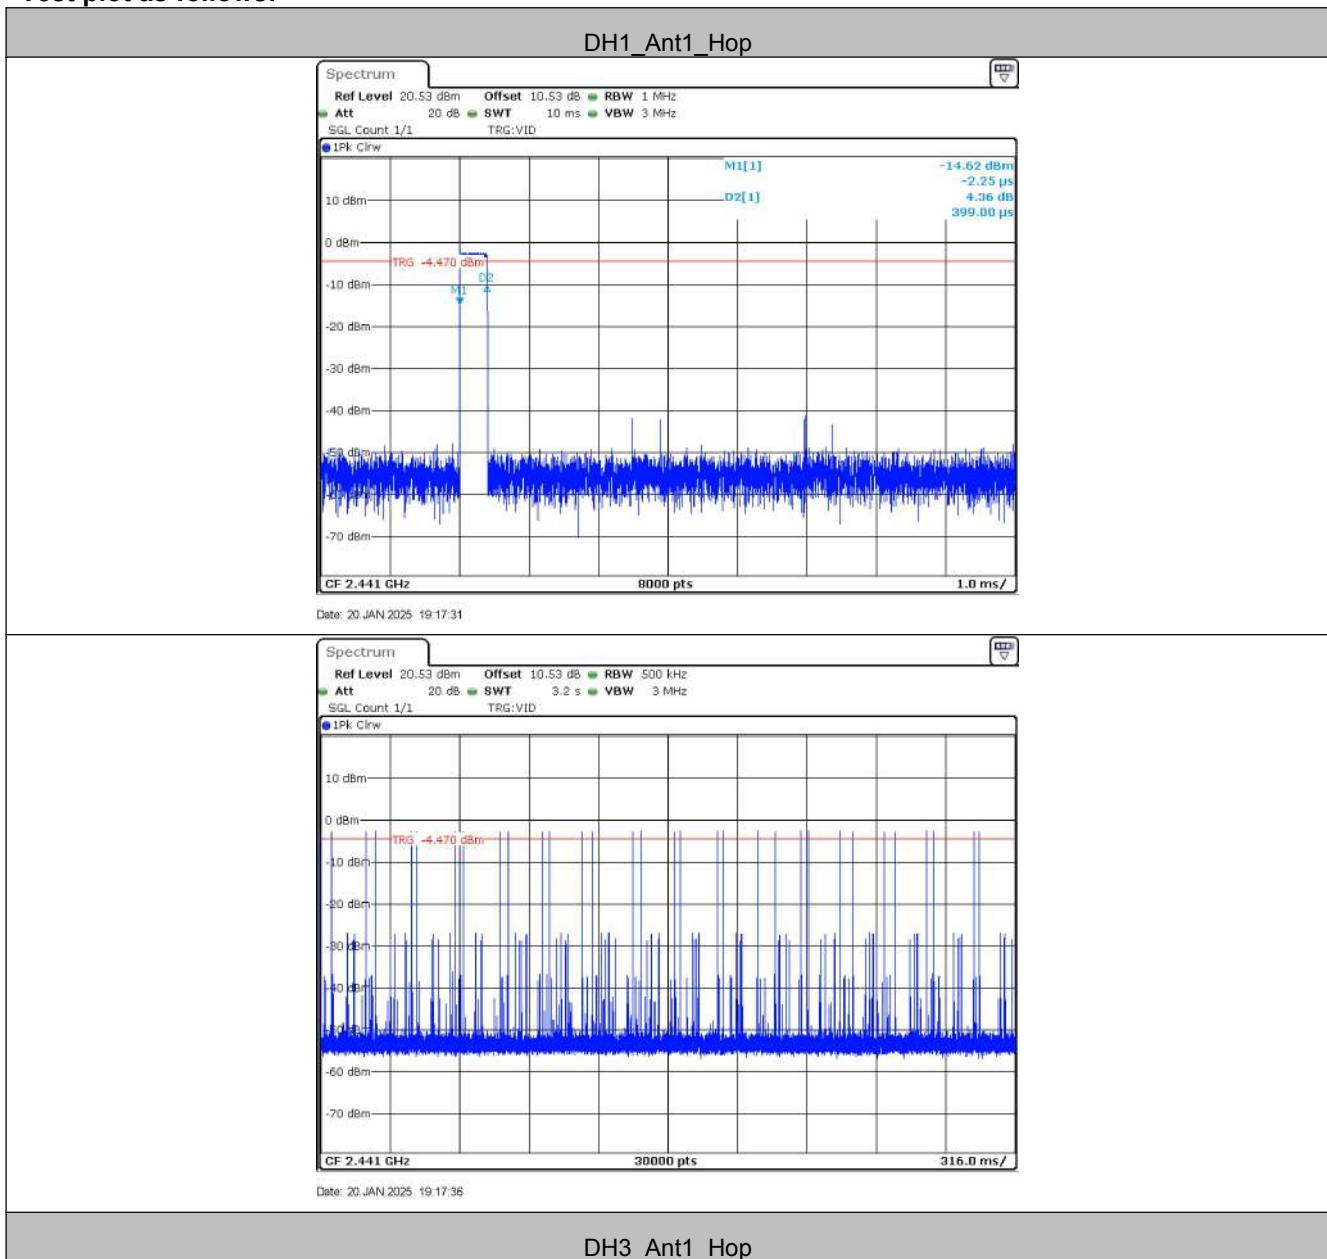 Test plot as follows:
DH1_Ant1_Hop
Spectrum
Ref Level 20.53 dBm Offset 10.53 dB RBW 1 MHz
Att 20 dB SWT 10 ms VBW 3 MHz
SGL Count 1/1 TRG:VID
1Pk Clrw
M1[1] -14.62 dBm
-2.25 µs
D2[1] 4.36 dB
399.00 µs
10 dBm
0 dBm
TRG -4.470 dBm
D2
-10 dBm
M1
-20 dBm
-30 dBm
-40 dBm
-50 dBm
-70 dBm
CF 2.441 GHz 8000 pts 1.0 ms/
Date: 20.JAN.2025 19:17:31
Spectrum
Ref Level 20.53 dBm Offset 10.53 dB RBW 500 kHz
Att 20 dB SWT 3.2 s VBW 3 MHz
SGL Count 1/1 TRG:VID
1Pk Clrw
10 dBm
0 dBm
TRG -4.470 dBm
-10 dBm
-20 dBm
-30 dBm
-40 dBm
-60 dBm
-70 dBm
CF 2.441 GHz 30000 pts 316.0 ms/
Date: 20.JAN.2025 19:17:36
DH3_Ant1_Hop